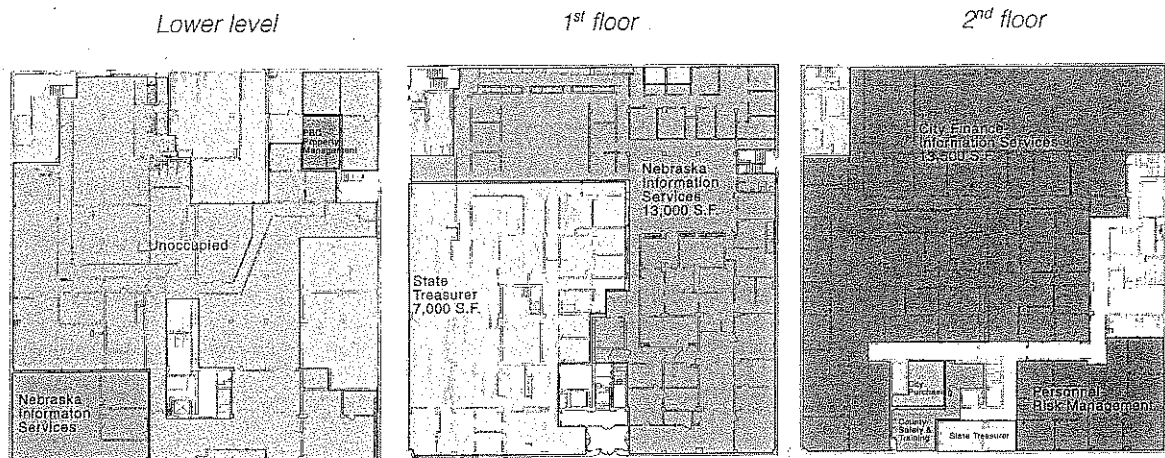 Lower level
1st floor
2nd floor
PBC
Property
Management
Unoccupied
Nebraska
Informaton
Services
Nebraska
Information
Services
13,000 S.F.
State
Treasurer
7,000 S.F.
City Finance
Information Services
13,500 S.F.
City
Purchasing
County
Safety &
Training
State Treasurer
Personnel
Risk Management